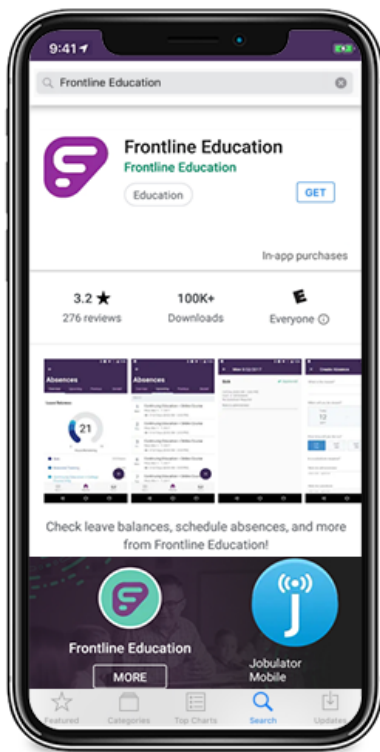 9:41
Frontline Education
Frontline Education
Frontline Education
Education
GET
In-app purchases
3.2 ★
276 reviews
100K+
Downloads
E
Everyone
Absences
21
Absences
Create Absence
Check leave balances, schedule absences, and more
from Frontline Education!
Frontline Education
MORE
Jobulator
Mobile
Featured
Categories
Top Charts
Search
Updates